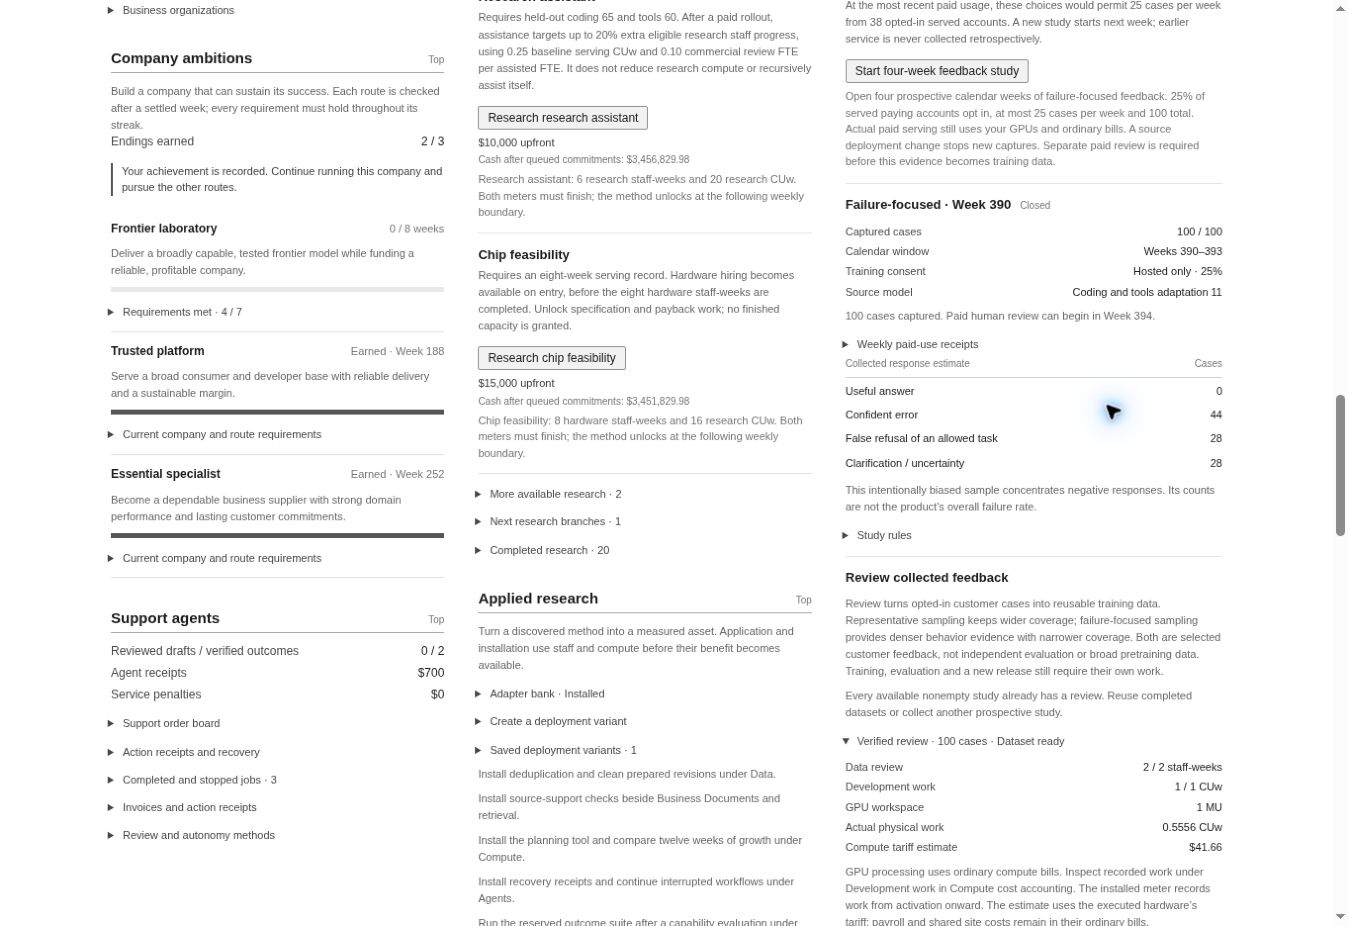 Business organizations
Company ambitions
Top
Build a company that can sustain its success. Each route is checked
after a settled week; every requirement must hold throughout its
streak.
Endings earned
2 / 3
Your achievement is recorded. Continue running this company and
pursue the other routes.
Frontier laboratory
0 / 8 weeks
Deliver a broadly capable, tested frontier model while funding a
reliable, profitable company.
Requirements met · 4 / 7
Trusted platform
Earned · Week 188
Serve a broad consumer and developer base with reliable delivery
and a sustainable margin.
Current company and route requirements
Essential specialist
Earned · Week 252
Become a dependable business supplier with strong domain
performance and lasting customer commitments.
Current company and route requirements
Support agents
Top
Reviewed drafts / verified outcomes
0 / 2
Agent receipts
$700
Service penalties
$0
Support order board
Action receipts and recovery
Completed and stopped jobs · 3
Invoices and action receipts
Review and autonomy methods
Research assistant
Requires held-out coding 65 and tools 60. After a paid rollout,
assistance targets up to 20% extra eligible research staff progress,
using 0.25 baseline serving CUw and 0.10 commercial review FTE
per assisted FTE. It does not reduce research compute or recursively
assist itself.
Research research assistant
$10,000 upfront
Cash after queued commitments: $3,456,829.98
Research assistant: 6 research staff-weeks and 20 research CUw.
Both meters must finish; the method unlocks at the following weekly
boundary.
Chip feasibility
Requires an eight-week serving record. Hardware hiring becomes
available on entry, before the eight hardware staff-weeks are
completed. Unlock specification and payback work; no finished
capacity is granted.
Research chip feasibility
$15,000 upfront
Cash after queued commitments: $3,451,829.98
Chip feasibility: 8 hardware staff-weeks and 16 research CUw. Both
meters must finish; the method unlocks at the following weekly
boundary.
More available research · 2
Next research branches · 1
Completed research · 20
Applied research
Top
Turn a discovered method into a measured asset. Application and
installation use staff and compute before their benefit becomes
available.
Adapter bank · Installed
Create a deployment variant
Saved deployment variants · 1
Install deduplication and clean prepared revisions under Data.
Install source-support checks beside Business Documents and
retrieval.
Install the planning tool and compare twelve weeks of growth under
Compute.
Install recovery receipts and continue interrupted workflows under
Agents.
Run the reserved outcome suite after a capability evaluation under
At the most recent paid usage, these choices would permit 25 cases per week
from 38 opted-in served accounts. A new study starts next week; earlier
service is never collected retrospectively.
Start four-week feedback study
Open four prospective calendar weeks of failure-focused feedback. 25% of
served paying accounts opt in, at most 25 cases per week and 100 total.
Actual paid serving still uses your GPUs and ordinary bills. A source
deployment change stops new captures. Separate paid review is required
before this evidence becomes training data.
Failure-focused · Week 390
Closed
Captured cases
100 / 100
Calendar window
Weeks 390–393
Training consent
Hosted only · 25%
Source model
Coding and tools adaptation 11
100 cases captured. Paid human review can begin in Week 394.
Weekly paid-use receipts
Collected response estimate
Cases
Useful answer
0
Confident error
44
False refusal of an allowed task
28
Clarification / uncertainty
28
This intentionally biased sample concentrates negative responses. Its counts
are not the product's overall failure rate.
Study rules
Review collected feedback
Review turns opted-in customer cases into reusable training data.
Representative sampling keeps wider coverage; failure-focused sampling
provides denser behavior evidence with narrower coverage. Both are selected
customer feedback, not independent evaluation or broad pretraining data.
Training, evaluation and a new release still require their own work.
Every available nonempty study already has a review. Reuse completed
datasets or collect another prospective study.
Verified review · 100 cases · Dataset ready
Data review
2 / 2 staff-weeks
Development work
1 / 1 CUw
GPU workspace
1 MU
Actual physical work
0.5556 CUw
Compute tariff estimate
$41.66
GPU processing uses ordinary compute bills. Inspect recorded work under
Development work in Compute cost accounting. The installed meter records
work from activation onward. The estimate uses the executed hardware's
tariff; payroll and shared site costs remain in their ordinary bills.